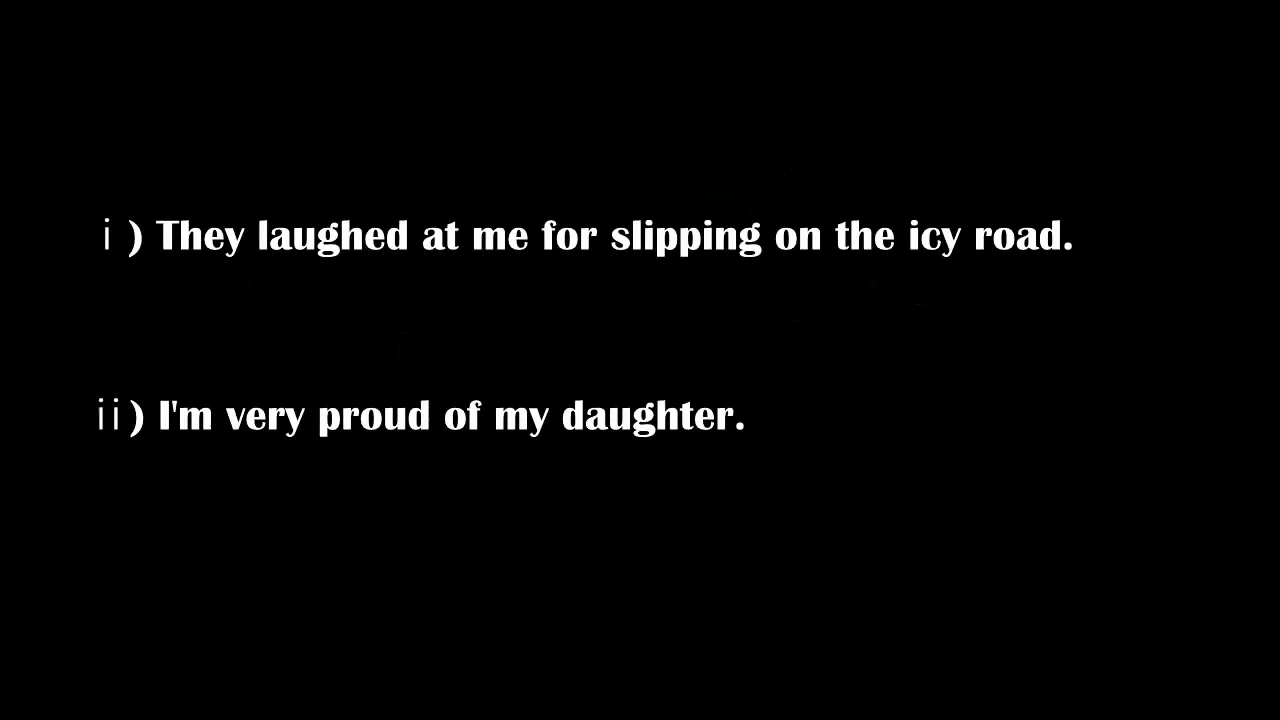 i) They laughed at me for slipping on the icy road.
ii) I'm very proud of my daughter.